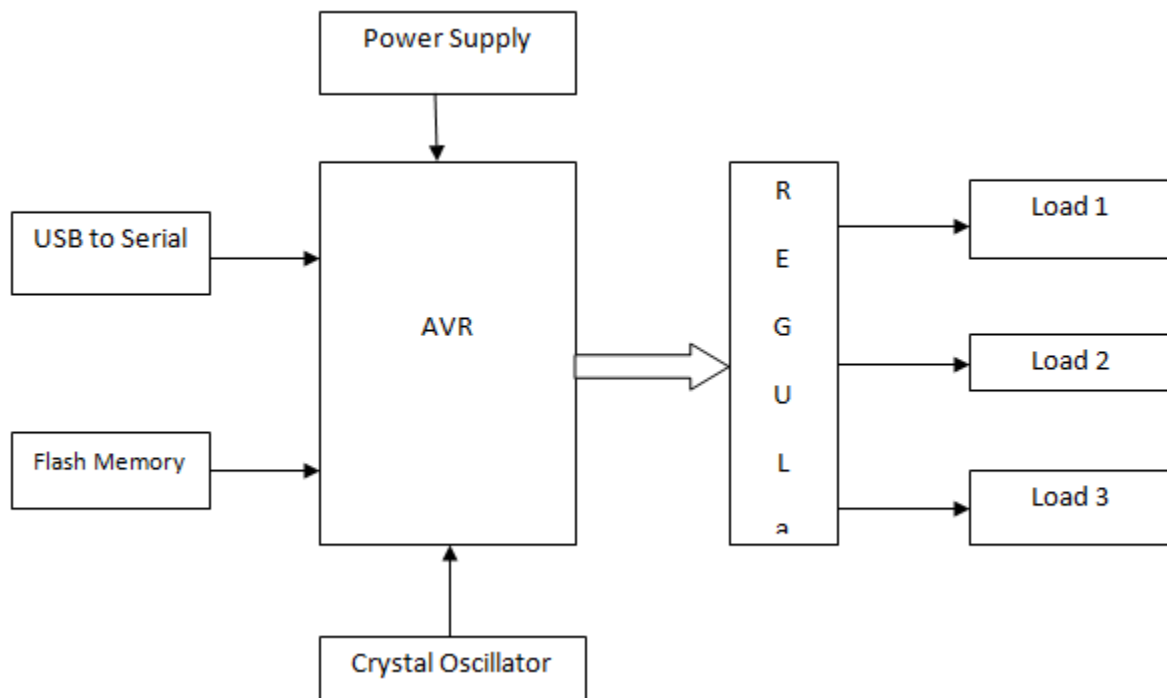 Power Supply
USB to Serial
AVR
Flash Memory
Crystal Oscillator
R
E
G
U
L
a
Load 1
Load 2
Load 3